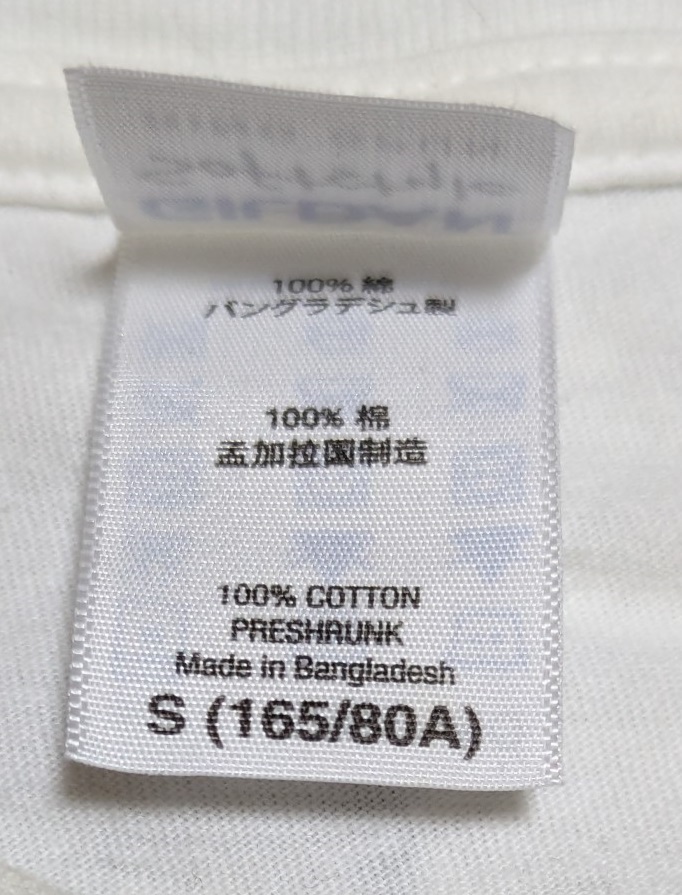 100% 綿
バングラデシュ製
100% 棉
孟加拉国制造
100% COTTON
PRESHRUNK
Made in Bangladesh
S (165/80A)